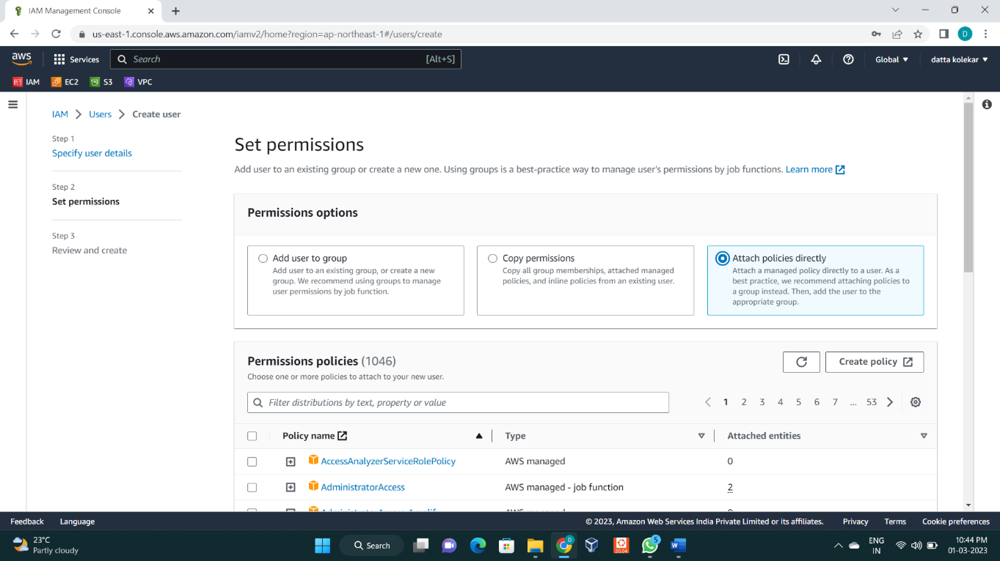 IAM Management Console
us-east-1.console.aws.amazon.com/iamv2/home?region=ap-northeast-1#/users/create
D
aws
Services
Search
[Alt+S]
Global
datta kolekar
IAM
EC2
S3
VPC
IAM
Users
Create user
Step 1
Specify user details
Step 2
Set permissions
Step 3
Review and create
Set permissions
Add user to an existing group or create a new one. Using groups is a best-practice way to manage user's permissions by job functions. Learn more
Permissions options
Add user to group
Add user to an existing group, or create a new
group. We recommend using groups to manage
user permissions by job function.
Copy permissions
Copy all group memberships, attached managed
policies, and inline policies from an existing user.
Attach policies directly
Attach a managed policy directly to a user. As a
best practice, we recommend attaching policies to
a group instead. Then, add the user to the
appropriate group.
Permissions policies (1046)
Choose one or more policies to attach to your new user.
Create policy
Filter distributions by text, property or value
1 2 3 4 5 6 7 ... 53
Policy name
Type
Attached entities
AccessAnalyzerServiceRolePolicy
AWS managed
0
AdministratorAccess
AWS managed - job function
2
Feedback
Language
© 2023, Amazon Web Services India Private Limited or its affiliates.
Privacy
Terms
Cookie preferences
23°C
Partly cloudy
Search
D
20.04
5
W
ENG
IN
10:44 PM
01-03-2023